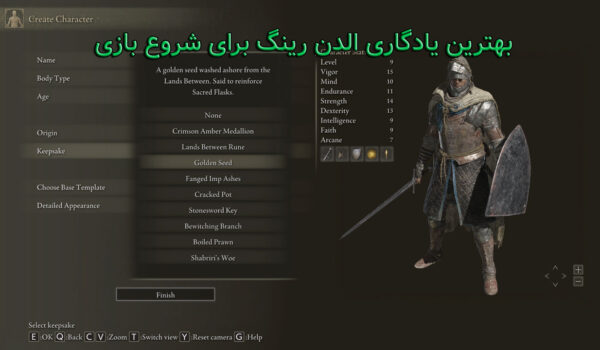 Create Character
بهترین یادگاری الدن رینگ برای شروع بازی
Name
Body Type
Age
Origin
Keepsake
Choose Base Template
Detailed Appearance
A golden seed washed ashore from the
Lands Between. Said to reinforce
Sacred Flasks.
None
Crimson Amber Medallion
Lands Between Rune
Golden Seed
Fanged Imp Ashes
Cracked Pot
Stonesword Key
Bewitching Branch
Boiled Prawn
Shabriri's Woe
Level 9
Vigor 15
Mind 10
Endurance 11
Strength 14
Dexterity 13
Intelligence 9
Faith 9
Arcane 7
Finish
Select keepsake
E :OK Q :Back C V :Zoom T :Switch view Y :Reset camera G :Help